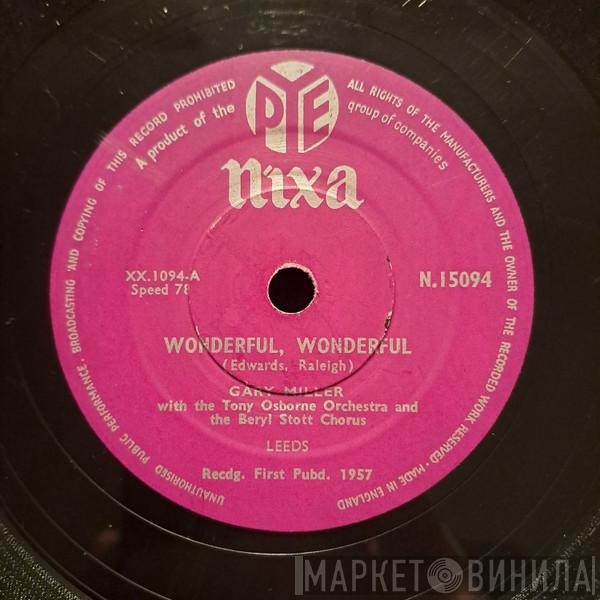 UNAUTHORISED PUBLIC PERFORMANCE, BROADCASTING AND COPYING OF THIS RECORD PROHIBITED
ALL RIGHTS OF THE MANUFACTURERS AND THE OWNER OF THE RECORDED WORK RESERVED · MADE IN ENGLAND
A product of the
PYE
group of companies
nixa
XX.1094-A
Speed 78
N.15094
WONDERFUL, WONDERFUL
(Edwards, Raleigh)
GARY MILLER
with the Tony Osborne Orchestra and
the Beryl Stott Chorus
LEEDS
Recdg. First Pubd. 1957
МАРКЕТ ВИНИЛА